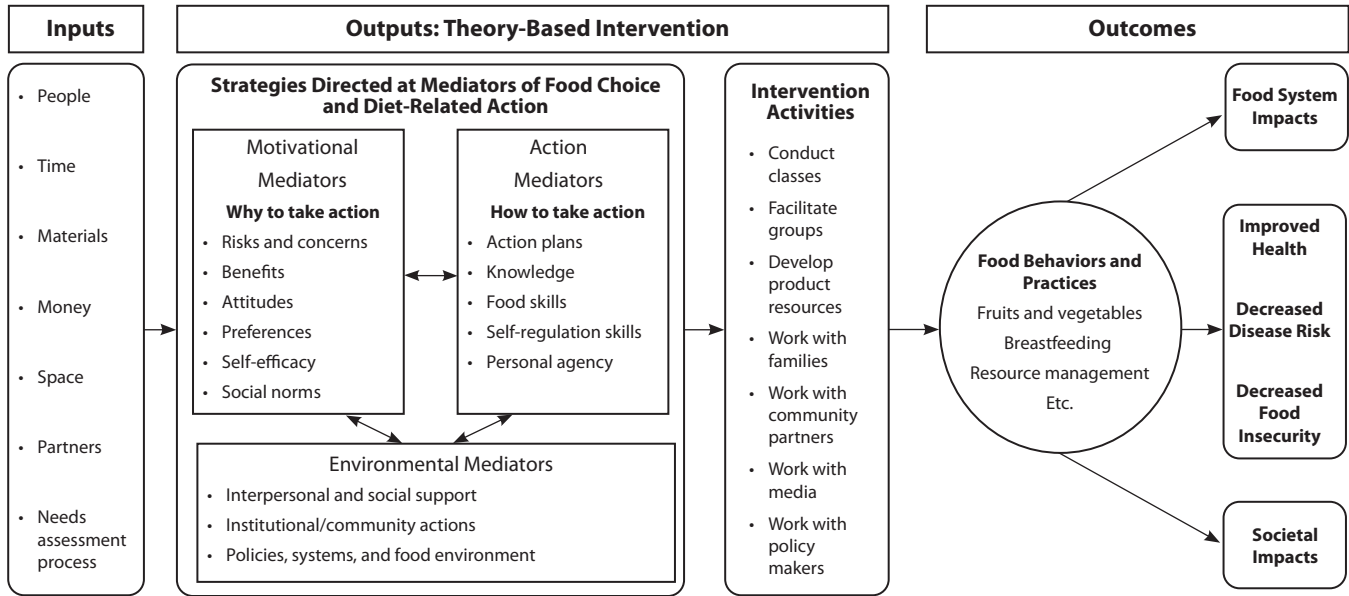 Inputs
Outputs: Theory-Based Intervention
Outcomes
• People
• Time
• Materials
• Money
• Space
• Partners
• Needs
assessment
process
Strategies Directed at Mediators of Food Choice
and Diet-Related Action
Motivational
Mediators
Why to take action
• Risks and concerns
• Benefits
• Attitudes
• Preferences
• Self-efficacy
• Social norms
Action
Mediators
How to take action
• Action plans
• Knowledge
• Food skills
• Self-regulation skills
• Personal agency
Environmental Mediators
• Interpersonal and social support
• Institutional/community actions
• Policies, systems, and food environment
Intervention
Activities
• Conduct
classes
• Facilitate
groups
• Develop
product
resources
• Work with
families
• Work with
community
partners
• Work with
media
• Work with
policy
makers
Food Behaviors and
Practices
Fruits and vegetables
Breastfeeding
Resource management
Etc.
Food System
Impacts
Improved
Health
Decreased
Disease Risk
Decreased
Food
Insecurity
Societal
Impacts